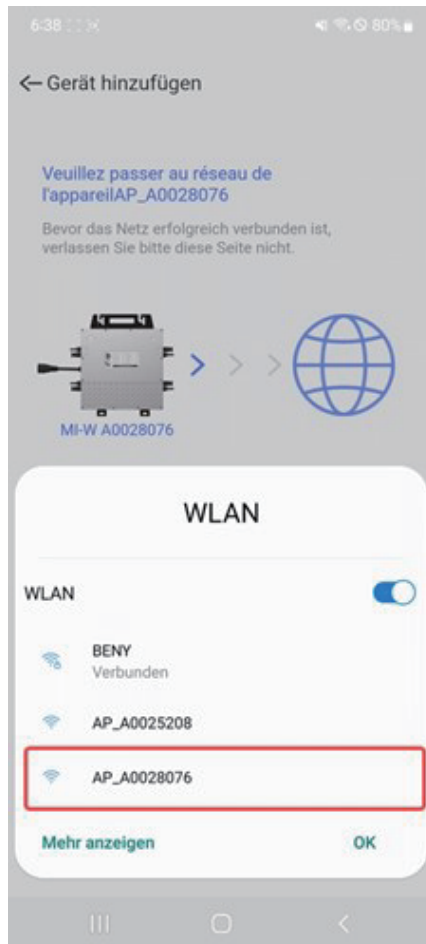 6:38
80%
Gerät hinzufügen
Veuillez passer au réseau de
l'appareilAP_A0028076
Bevor das Netz erfolgreich verbunden ist,
verlassen Sie bitte diese Seite nicht.
MI-W A0028076
WLAN
WLAN
BENY
Verbunden
AP_A0025208
AP_A0028076
Mehr anzeigen
OK